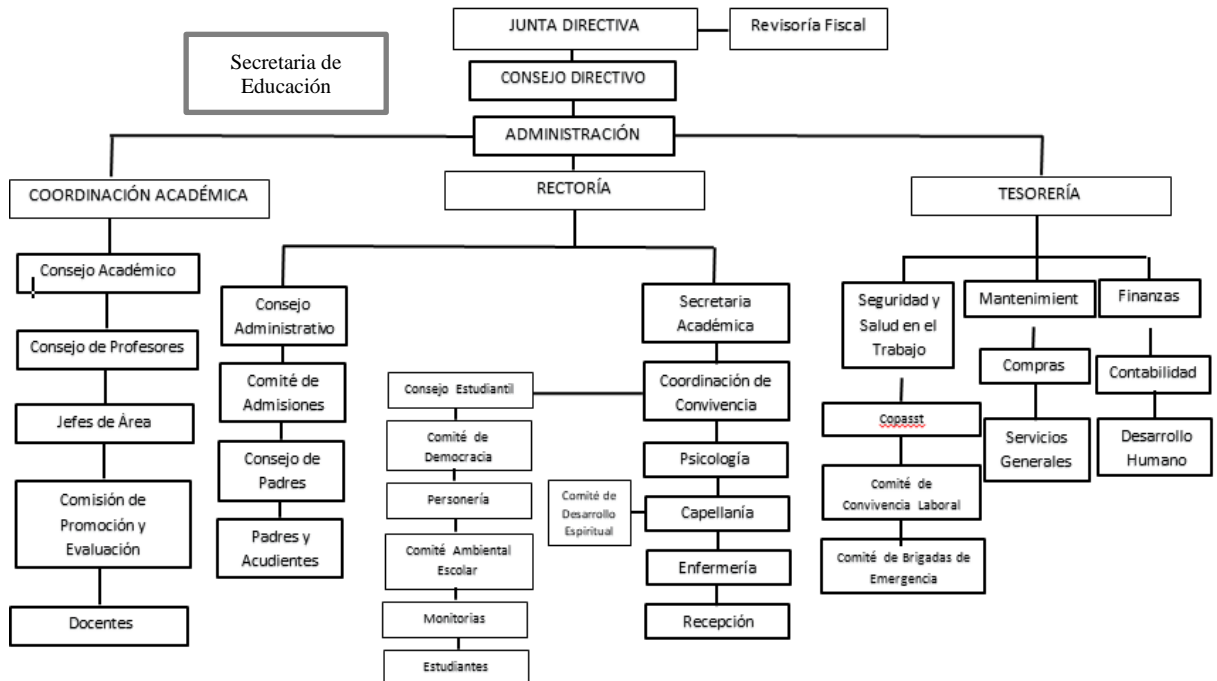 JUNTA DIRECTIVA
Revisoría Fiscal
Secretaria de
Educación
CONSEJO DIRECTIVO
ADMINISTRACIÓN
COORDINACIÓN ACADÉMICA
RECTORÍA
TESORERÍA
Consejo Académico
Consejo de Profesores
Jefes de Área
Comisión de
Promoción y
Evaluación
Docentes
Consejo
Administrativo
Comité de
Admisiones
Consejo de
Padres
Padres y
Acudientes
Secretaria
Académica
Coordinación de
Convivencia
Psicología
Capellanía
Enfermería
Recepción
Consejo Estudiantil
Comité de
Democracia
Personería
Comité Ambiental
Escolar
Monitorias
Estudiantes
Comité de
Desarrollo
Espiritual
Seguridad y
Salud en el
Trabajo
Copasst
Comité de
Convivencia Laboral
Comité de Brigadas de
Emergencia
Mantenimient
Compras
Servicios
Generales
Finanzas
Contabilidad
Desarrollo
Humano